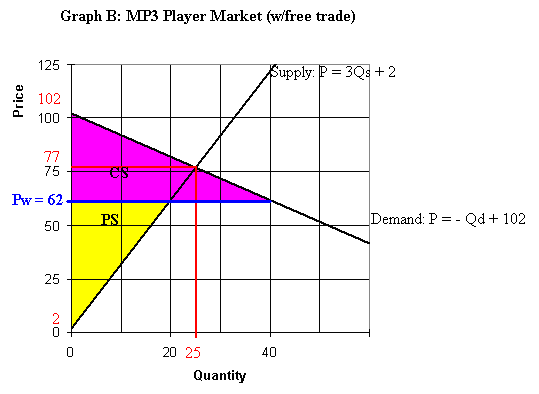 Graph B: MP3 Player Market (w/free trade)
125
Supply: P = 3Qs + 2
102
100
Price
77
75
CS
Pw = 62
50
PS
Demand: P = - Qd + 102
25
2
0
0
20
25
40
Quantity